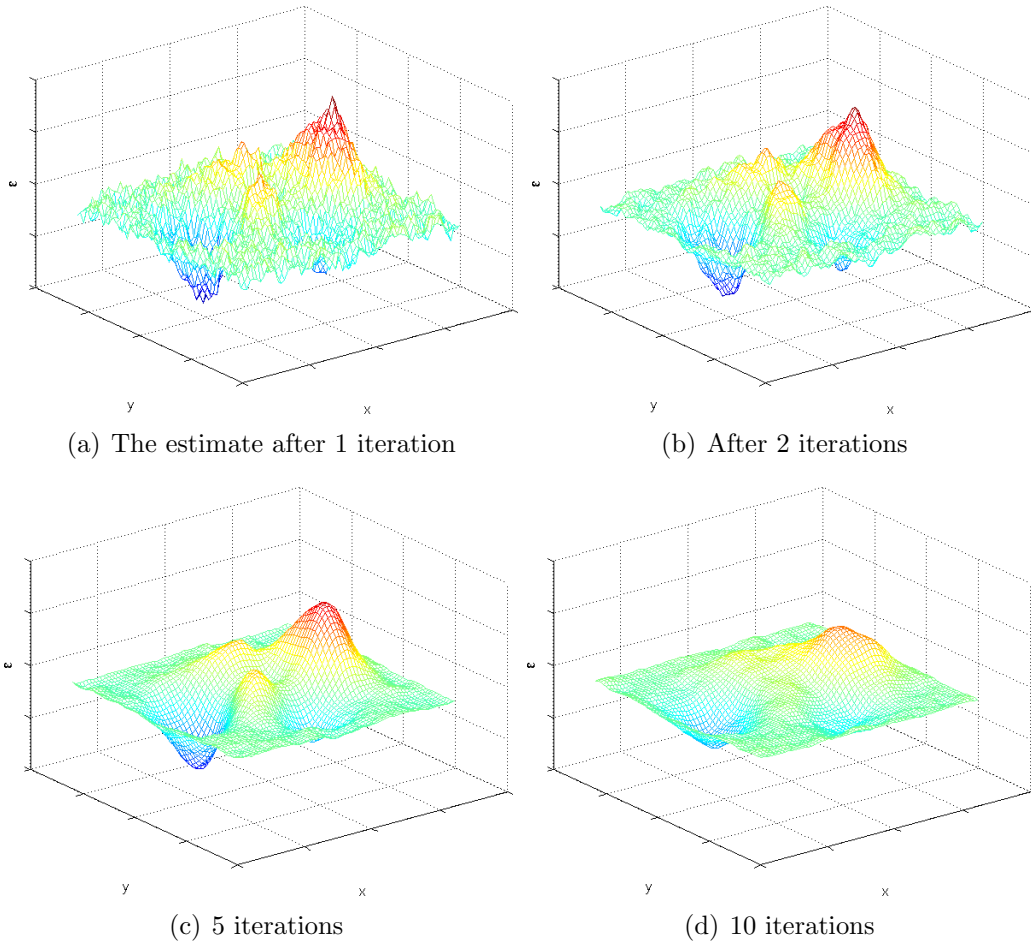 ε
ε
y
x
y
x
(a) The estimate after 1 iteration
(b) After 2 iterations
ε
ε
y
x
y
x
(c) 5 iterations
(d) 10 iterations